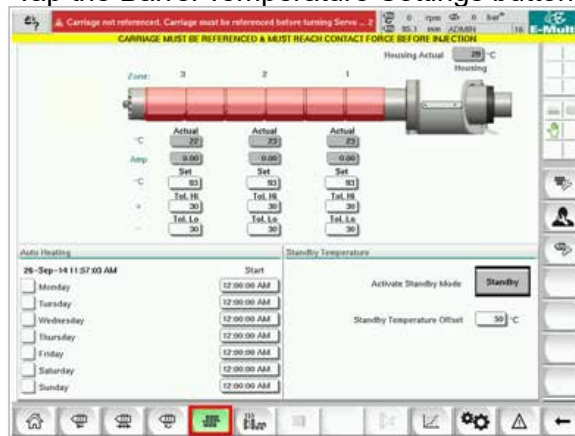 Tap the Barrel Temperature Settings button
Carriage not referenced. Carriage must be referenced before turning Servo ... 2
0 rpm 0 bar
95.1 mm ADMIN 16
E-Multi
CARRIAGE MUST BE REFERENCED & MUST REACH CONTACT FORCE BEFORE INJECTION
Housing Actual 28 °C
Zone: 3 2 1 Housing
Actual Actual Actual
°C 22 23 23
Amp 0.00 0.00 0.00
Set Set Set
°C 93 93 93
Tol. Hi Tol. Hi Tol. Hi
+ 30 30 30
Tol. Lo Tol. Lo Tol. Lo
- 30 30 30
Auto Heating
Standby Temperature
26-Sep-14 11:57:03 AM Start
Monday 12:00:00 AM
Tuesday 12:00:00 AM
Wednesday 12:00:00 AM
Thursday 12:00:00 AM
Friday 12:00:00 AM
Saturday 12:00:00 AM
Sunday 12:00:00 AM
Activate Standby Mode Standby
Standby Temperature Offset 50 °C